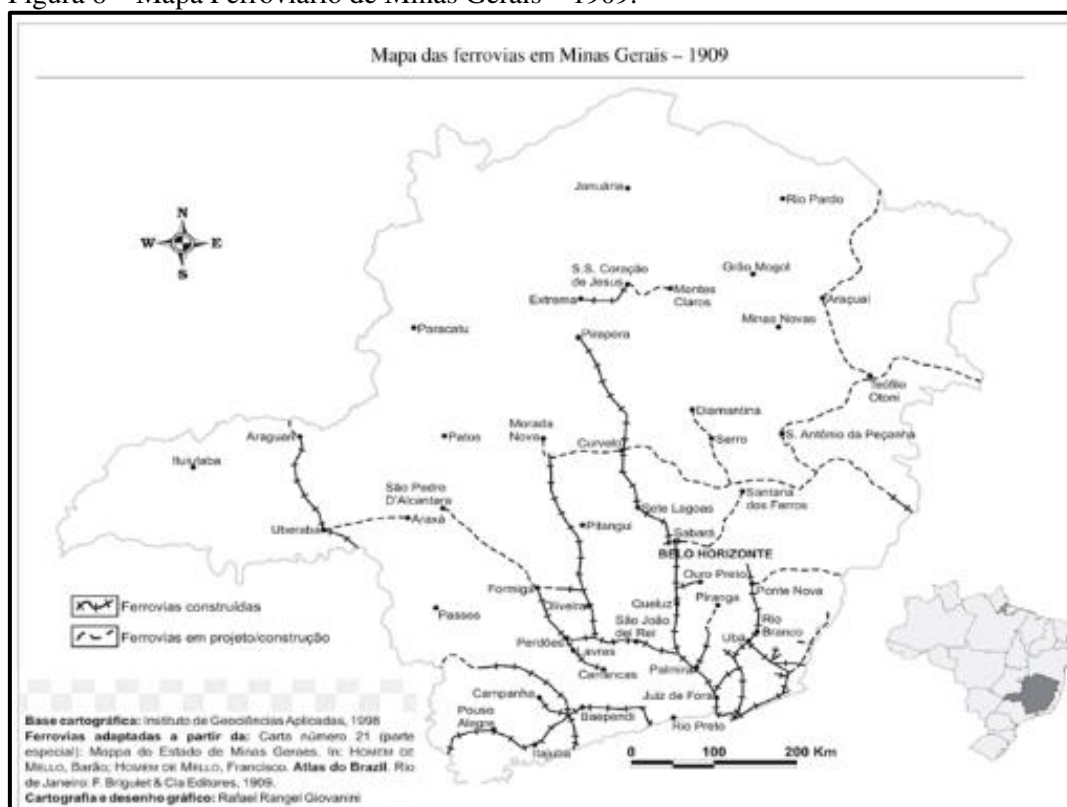 Figura 8 – Mapa Ferroviário de Minas Gerais – 1909.
Mapa das ferrovias em Minas Gerais – 1909
N
W E
S
Januária
Rio Pardo
S.S. Coração
de Jesus
Grão Mogol
Extrema
Montes
Claros
Araçuaí
Minas Novas
Paracatu
Pirapora
Teófilo
Otoni
Diamantina
Morada
Nova
Araguari
Patos
Curvelo
Serro
S. Antônio da Peçanha
Ituiutaba
São Pedro
D'Alcantara
Santana
dos Ferros
Araxá
Sete Lagoas
Uberaba
Pitangui
Sabará
BELO HORIZONTE
Ouro Preto
Formiga
Ponte Nova
Piranga
Ferrovias construídas
Oliveira
Queluz
Passos
São João
del Rei
Rio
Branco
Ferrovias em projeto/construção
Ubá
Perdões
Lavras
Palmira
Carrancas
Juiz de Fora
Campanha
Baependi
Pouso
Alegre
Rio Preto
Itajubá
0 100 200 Km
Base cartográfica: Instituto de Geociências Aplicadas, 1998
Ferrovias adaptadas a partir da: Carta número 21 (parte
especial): Mappa do Estado de Minas Geraes. In: HOMEM DE
MELLO, Barão; HOMEM DE MELLO, Francisco. Atlas do Brazil. Rio
de Janeiro: F. Briguiet & Cia Editores, 1909.
Cartografia e desenho gráfico: Rafael Rangel Giovanini